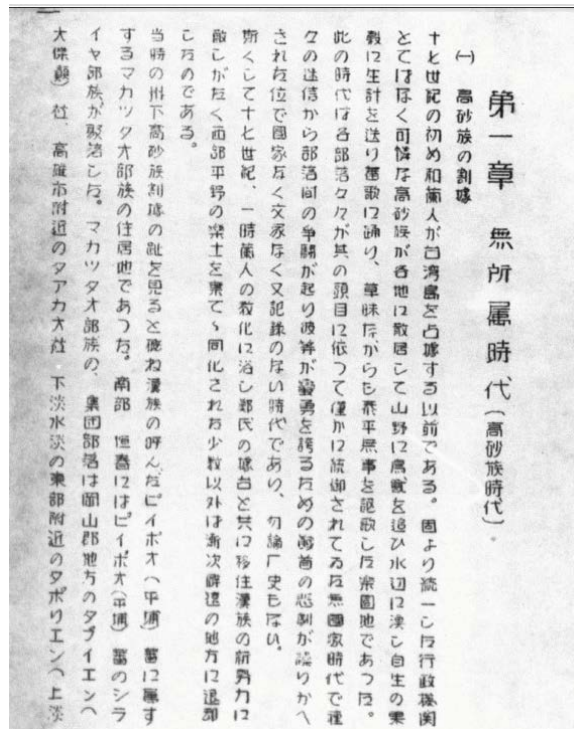 第一章　無所屬時代(高砂族時代)。
㈠　高砂族の割據
十七世紀の初め和蘭人が台湾島を占據する以前である。固より統一した行政機関
とてはなく可憐な高砂族が各地に散居して山野に鳥獣を追ひ水辺に漁し自生の果
穀に生計を送り蕃歌に踊り、草昧ながらも泰平無事を謳歌した楽園地であつた。
此の時代は各部落々々が其の頭目に依つて僅かに統御されてゐた無國家時代で種
々の迷信から部落間の争闘が起り彼等が蠻勇を誇るための馘首の悲劇が繰りかへ
された位で國家なく文字なく又記録のない時代であり、勿論厂史もない。
斯くして十七世紀、一時蘭人の教化に浴し鄭氏の據台と共に移住漢族の新勢力に
敵しがたく西部平野の楽土を棄てゝ同化された少数以外は漸次僻遠の地方に退却
したのである。
当時の州下高砂族割據の趾を見ると概ね漢族の呼んだピイポオ(平埔)蕃に屬す
するマカツタオ部族の住居地であつた。南部　恒春にはピイポオ(平埔)蕃のシラ
イヤ部族が聚落した。マカツタオ部族の、集団部落は岡山郡地方のタブイエン(
大傑顛)社、高雄市附近のタアカオ社　下淡水渓の東部附近のタポリエン(上淡